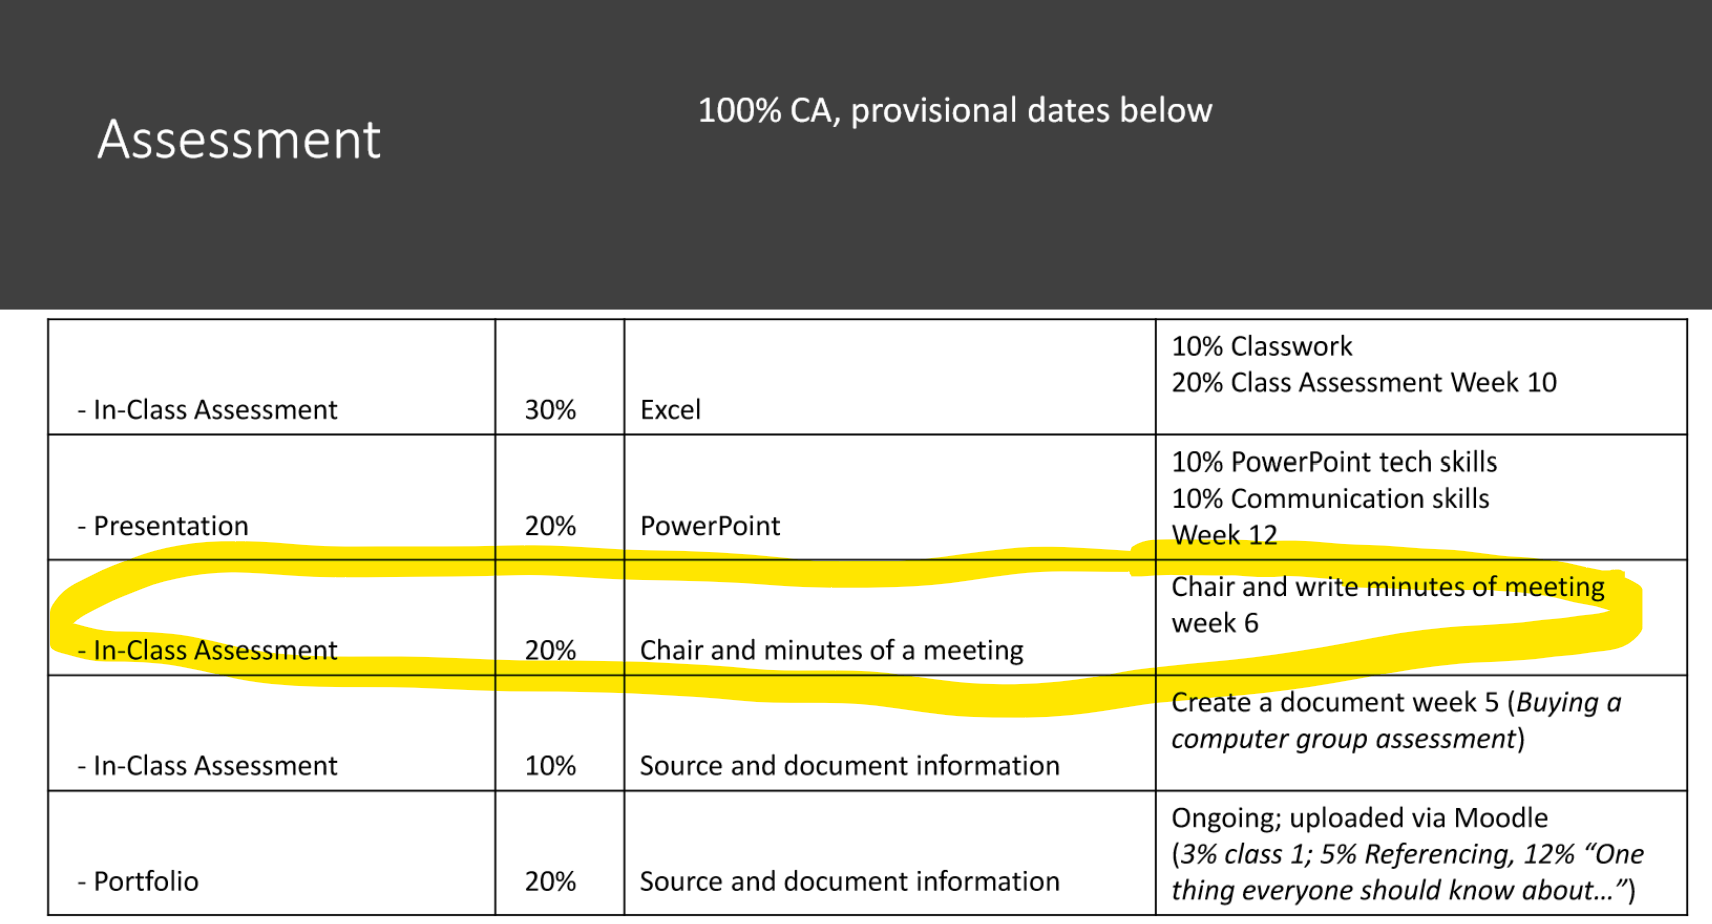 Assessment
100% CA, provisional dates below
- In-Class Assessment
30%
Excel
10% Classwork
20% Class Assessment Week 10
- Presentation
20%
PowerPoint
10% PowerPoint tech skills
10% Communication skills
Week 12
- In-Class Assessment
20%
Chair and minutes of a meeting
Chair and write minutes of meeting
week 6
- In-Class Assessment
10%
Source and document information
Create a document week 5 (Buying a
computer group assessment)
- Portfolio
20%
Source and document information
Ongoing; uploaded via Moodle
(3% class 1; 5% Referencing, 12% “One
thing everyone should know about...”)